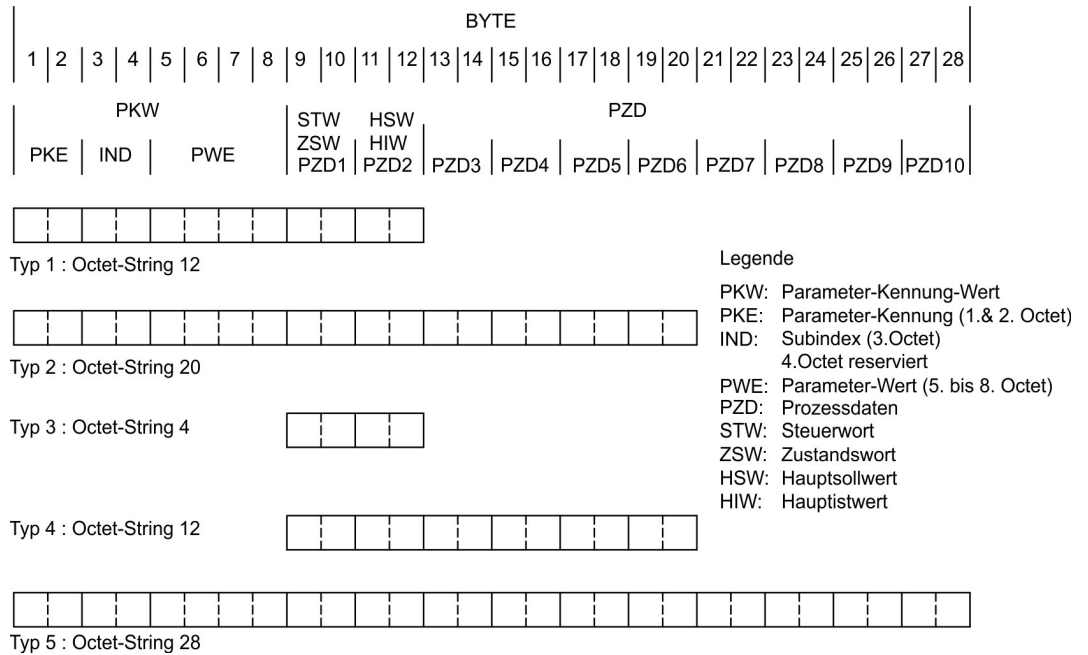 BYTE
1 2 3 4 5 6 7 8 9 10 11 12 13 14 15 16 17 18 19 20 21 22 23 24 25 26 27 28
PKW PZD
STW HSW
ZSW HIW
PKE IND PWE PZD1 PZD2 PZD3 PZD4 PZD5 PZD6 PZD7 PZD8 PZD9 PZD10
Typ 1 : Octet-String 12
Typ 2 : Octet-String 20
Typ 3 : Octet-String 4
Typ 4 : Octet-String 12
Typ 5 : Octet-String 28
Legende
PKW: Parameter-Kennung-Wert
PKE: Parameter-Kennung (1.& 2. Octet)
IND: Subindex (3.Octet)
4.Octet reserviert
PWE: Parameter-Wert (5. bis 8. Octet)
PZD: Prozessdaten
STW: Steuerwort
ZSW: Zustandswort
HSW: Hauptsollwert
HIW: Hauptistwert